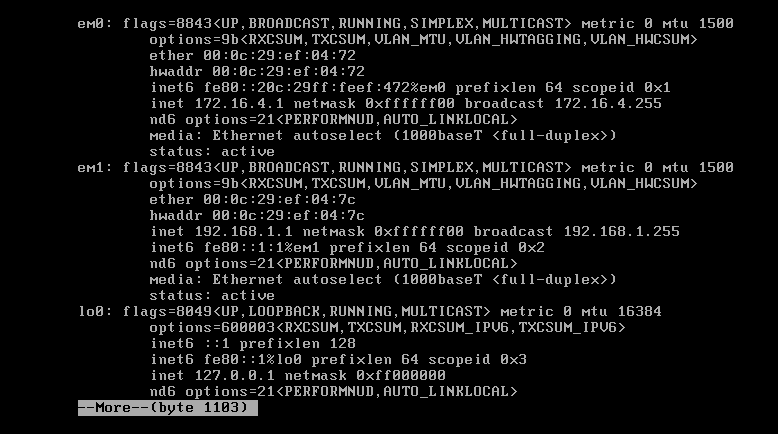 em0: flags=8843<UP,BROADCAST,RUNNING,SIMPLEX,MULTICAST> metric 0 mtu 1500
options=9b<RXCSUM,TXCSUM,VLAN_MTU,VLAN_HWTAGGING,VLAN_HWCSUM>
ether 00:0c:29:ef:04:72
hwaddr 00:0c:29:ef:04:72
inet6 fe80::20c:29ff:feef:472%em0 prefixlen 64 scopeid 0x1
inet 172.16.4.1 netmask 0xffffff00 broadcast 172.16.4.255
nd6 options=21<PERFORMNUD,AUTO_LINKLOCAL>
media: Ethernet autoselect (1000baseT <full-duplex>)
status: active
em1: flags=8843<UP,BROADCAST,RUNNING,SIMPLEX,MULTICAST> metric 0 mtu 1500
options=9b<RXCSUM,TXCSUM,VLAN_MTU,VLAN_HWTAGGING,VLAN_HWCSUM>
ether 00:0c:29:ef:04:7c
hwaddr 00:0c:29:ef:04:7c
inet 192.168.1.1 netmask 0xffffff00 broadcast 192.168.1.255
inet6 fe80::1:1%em1 prefixlen 64 scopeid 0x2
nd6 options=21<PERFORMNUD,AUTO_LINKLOCAL>
media: Ethernet autoselect (1000baseT <full-duplex>)
status: active
lo0: flags=8049<UP,LOOPBACK,RUNNING,MULTICAST> metric 0 mtu 16384
options=600003<RXCSUM,TXCSUM,RXCSUM_IPV6,TXCSUM_IPV6>
inet6 ::1 prefixlen 128
inet6 fe80::1%lo0 prefixlen 64 scopeid 0x3
inet 127.0.0.1 netmask 0xff000000
nd6 options=21<PERFORMNUD,AUTO_LINKLOCAL>
--More--(byte 1103)